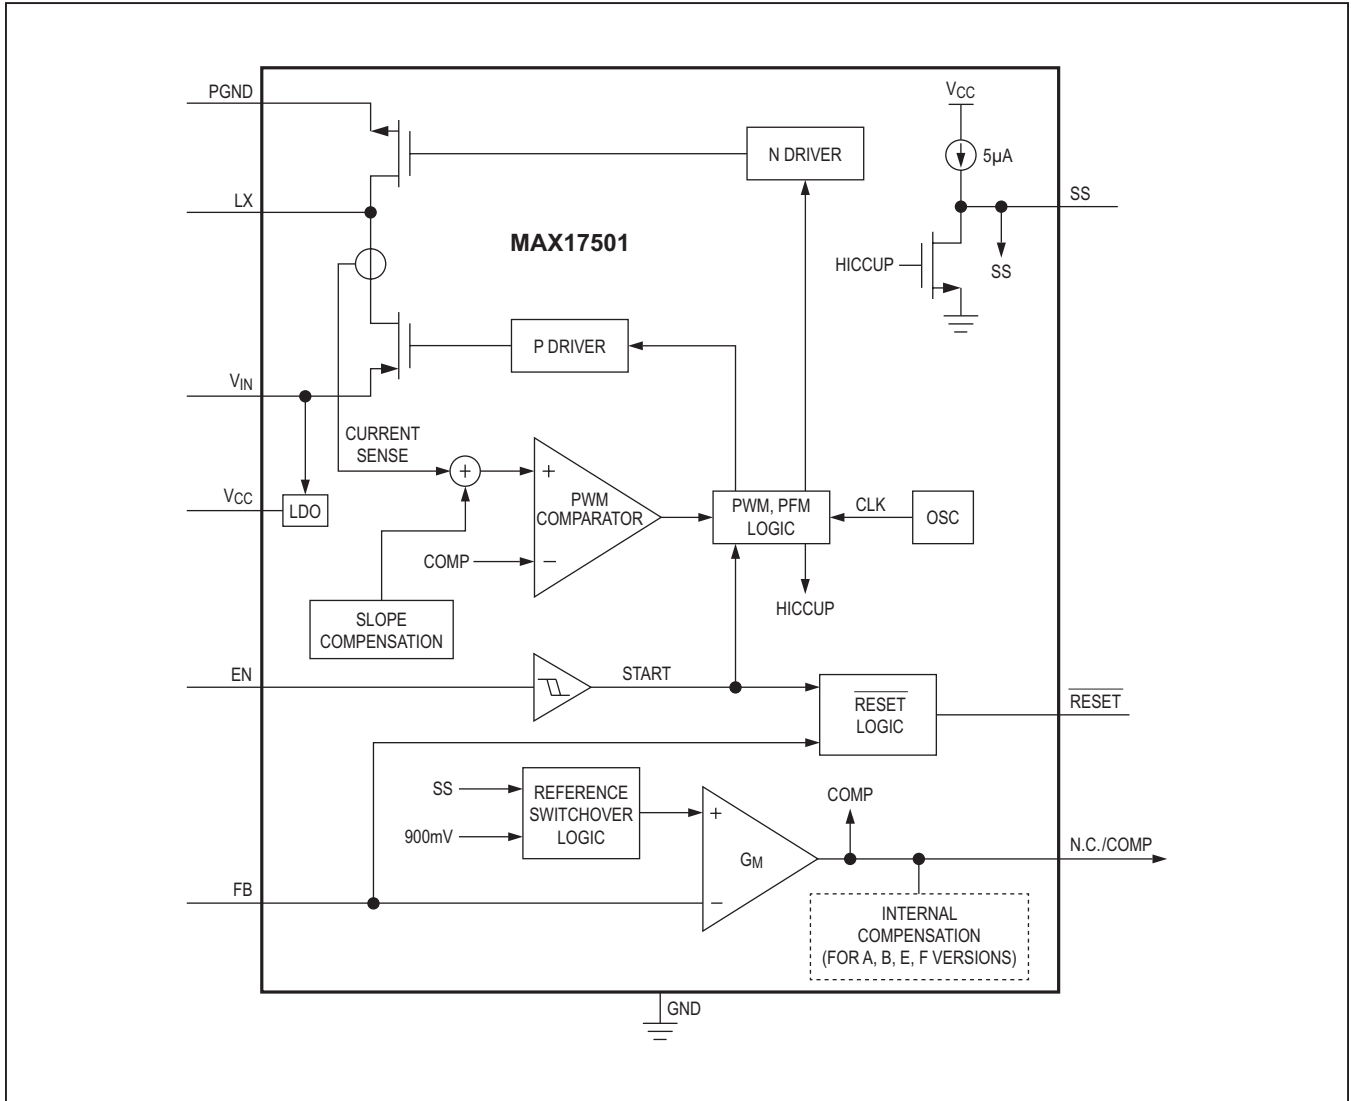 PGND
VCC
N DRIVER
5µA
LX
SS
MAX17501
HICCUP
SS
P DRIVER
VIN
CURRENT
SENSE
+
+
VCC
LDO
PWM
COMPARATOR
PWM, PFM
LOGIC
CLK
OSC
COMP
−
HICCUP
SLOPE
COMPENSATION
EN
START
RESET
LOGIC
RESET
SS
REFERENCE
SWITCHOVER
LOGIC
900mV
+
COMP
GM
N.C./COMP
FB
−
INTERNAL
COMPENSATION
(FOR A, B, E, F VERSIONS)
GND